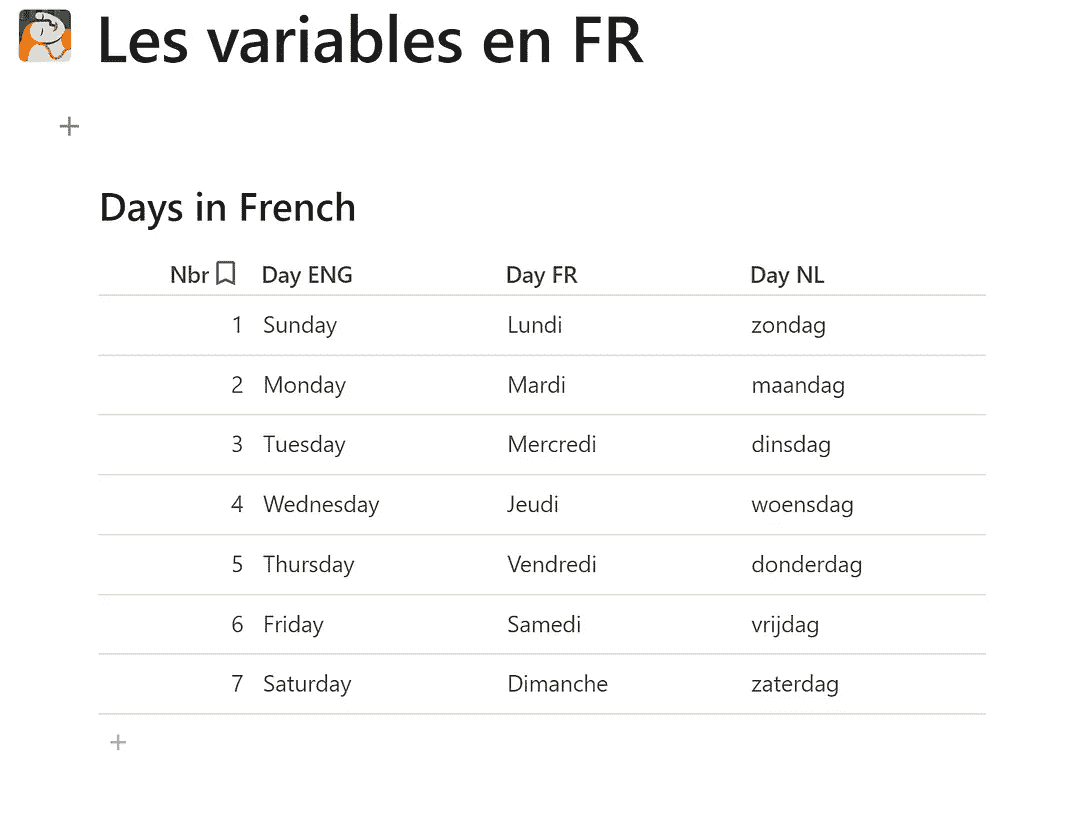 Les variables en FR
Days in French
Nbr Day ENG Day FR Day NL
1 Sunday Lundi zondag
2 Monday Mardi maandag
3 Tuesday Mercredi dinsdag
4 Wednesday Jeudi woensdag
5 Thursday Vendredi donderdag
6 Friday Samedi vrijdag
7 Saturday Dimanche zaterdag